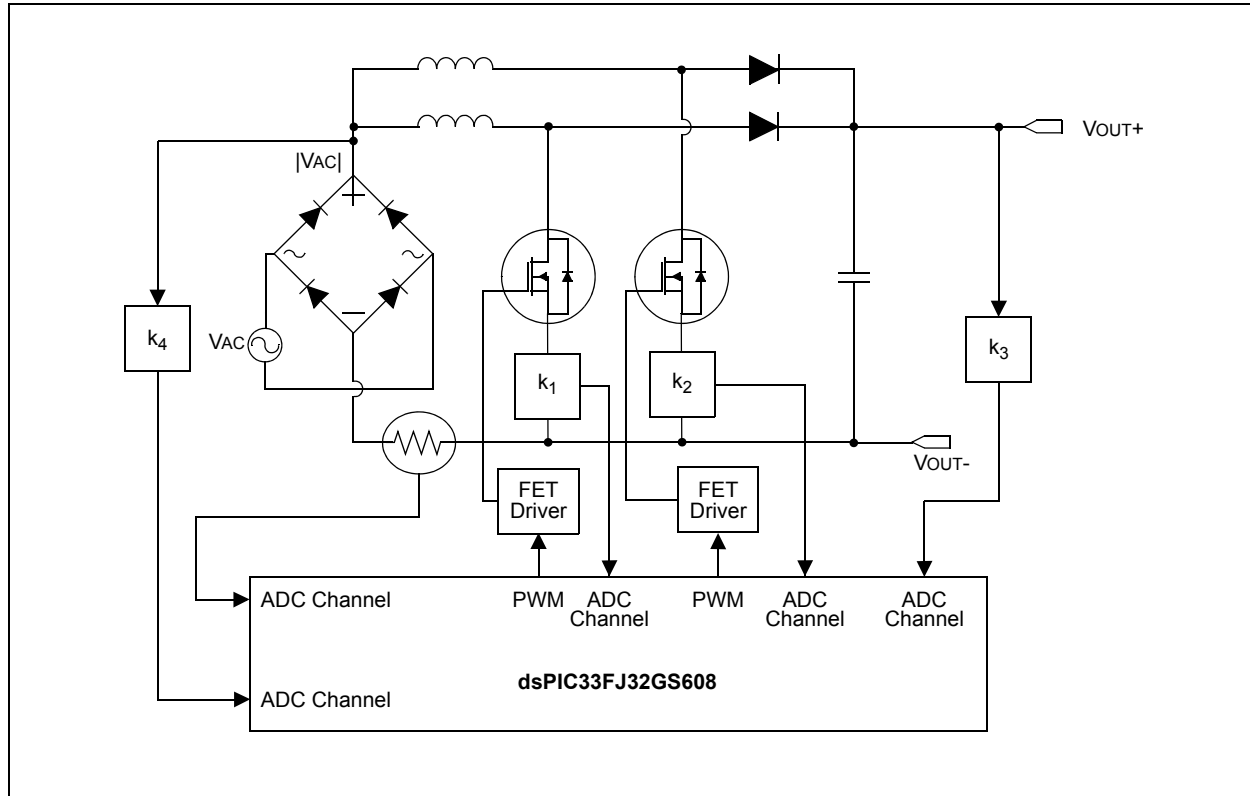 VOUT+
|VAC|
k4
VAC
k1
k2
k3
VOUT-
FET
Driver
FET
Driver
ADC Channel
PWM
ADC
Channel
PWM
ADC
Channel
ADC
Channel
dsPIC33FJ32GS608
ADC Channel